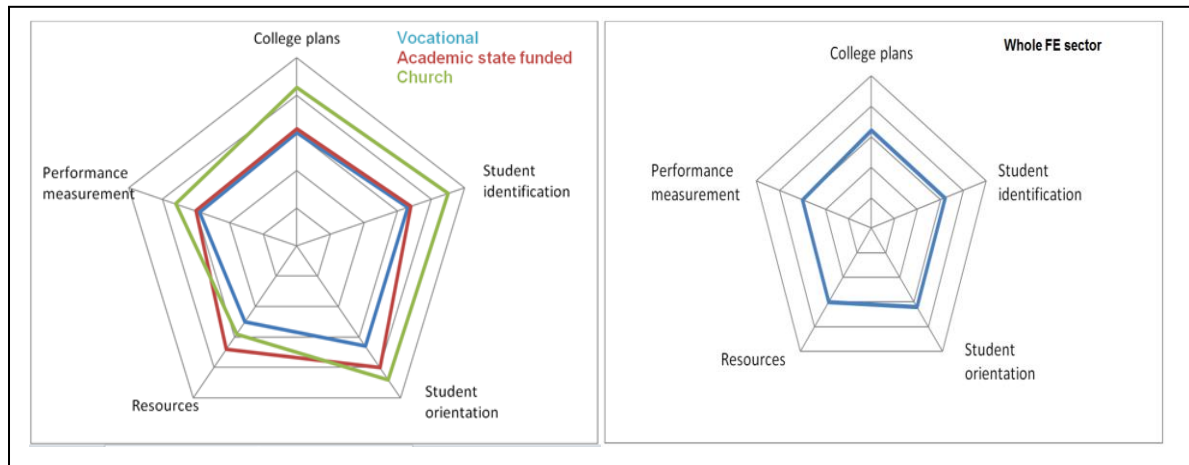 College plans
Vocational
Academic state funded
Church
Performance
measurement
Student
identification
Resources
Student
orientation
Whole FE sector
College plans
Performance
measurement
Student
identification
Resources
Student
orientation